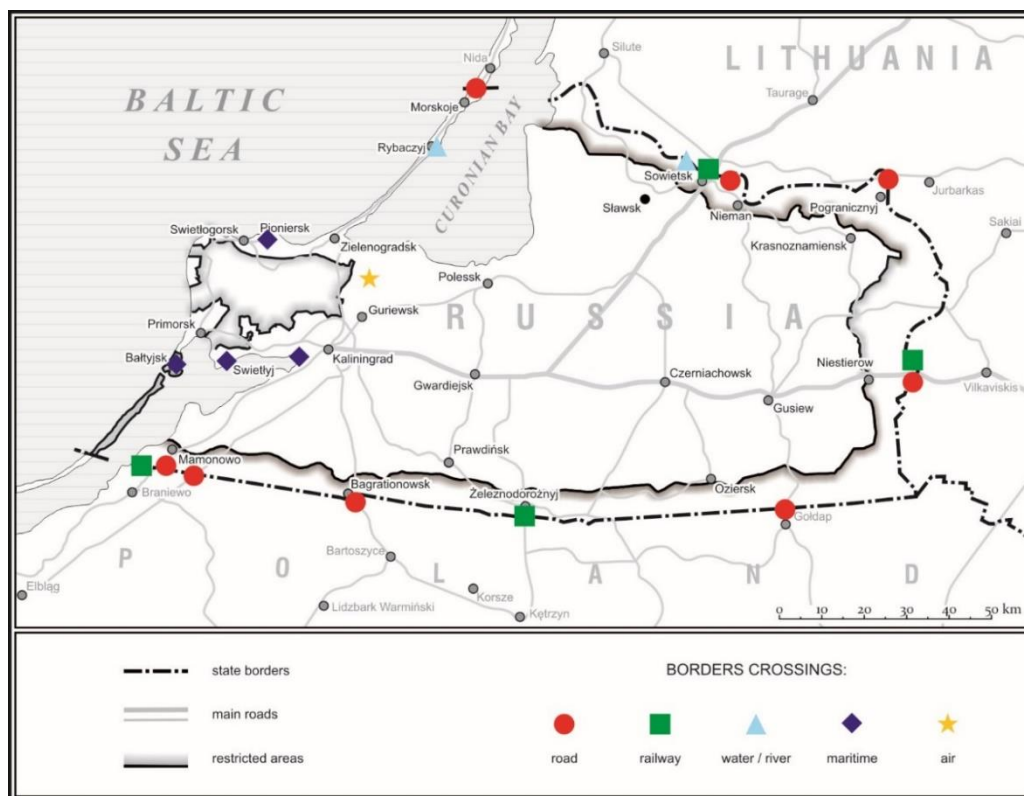 BALTIC
SEA
LITHUANIA
Nida
Silute
Taurage
Morskoje
Rybaczyj
CURONIAN BAY
Sowietsk
Sławsk
Nieman
Pogranicznyj
Jurbarkas
Sakiai
Krasnoznamiensk
Swietłogorsk
Pioniersk
Zielenogradsk
Polessk
Guriewsk
RUSSIA
Primorsk
Bałtyjsk
Swietłyj
Kaliningrad
Gwardiejsk
Czerniachowsk
Niestierow
Vilkaviskis
Gusiew
Mamonowo
Prawdińsk
Braniewo
Bagrationowsk
Żeleznodorożnyj
Oziersk
Gołdap
POLAND
Bartoszyce
Elbląg
Lidzbark Warmiński
Korsze
Kętrzyn
0 10 20 30 40 50 km
state borders
main roads
restricted areas
BORDERS CROSSINGS:
road railway water / river maritime air